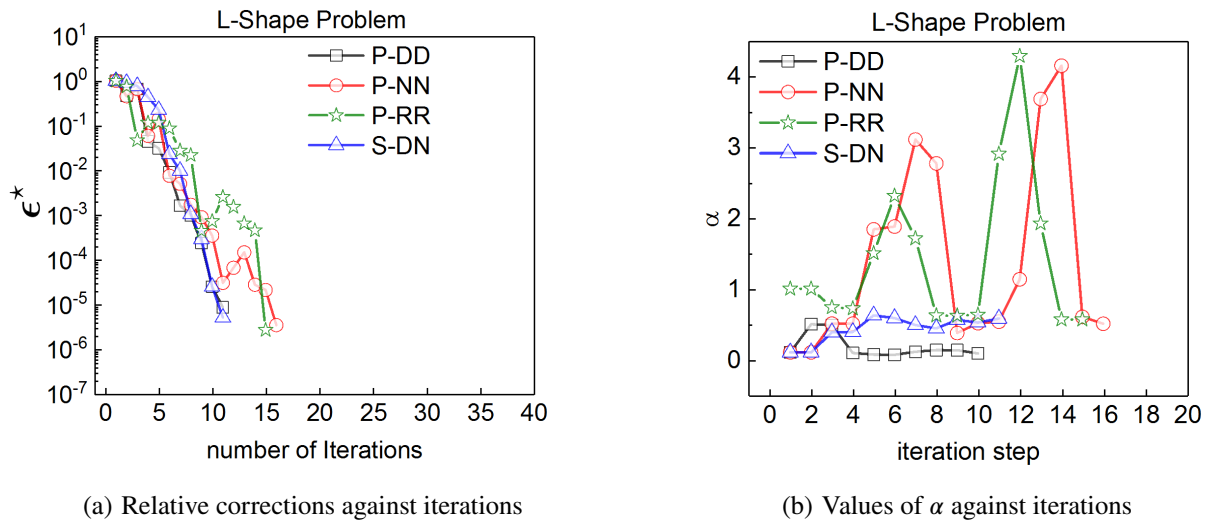 L-Shape Problem
10^1
10^0
10^-1
10^-2
10^-3
10^-4
10^-5
10^-6
10^-7
ϵ*
P-DD
P-NN
P-RR
S-DN
0 5 10 15 20 25 30 35 40
number of Iterations
(a) Relative corrections against iterations
L-Shape Problem
4
3
2
1
0
α
P-DD
P-NN
P-RR
S-DN
0 2 4 6 8 10 12 14 16 18 20
iteration step
(b) Values of α against iterations